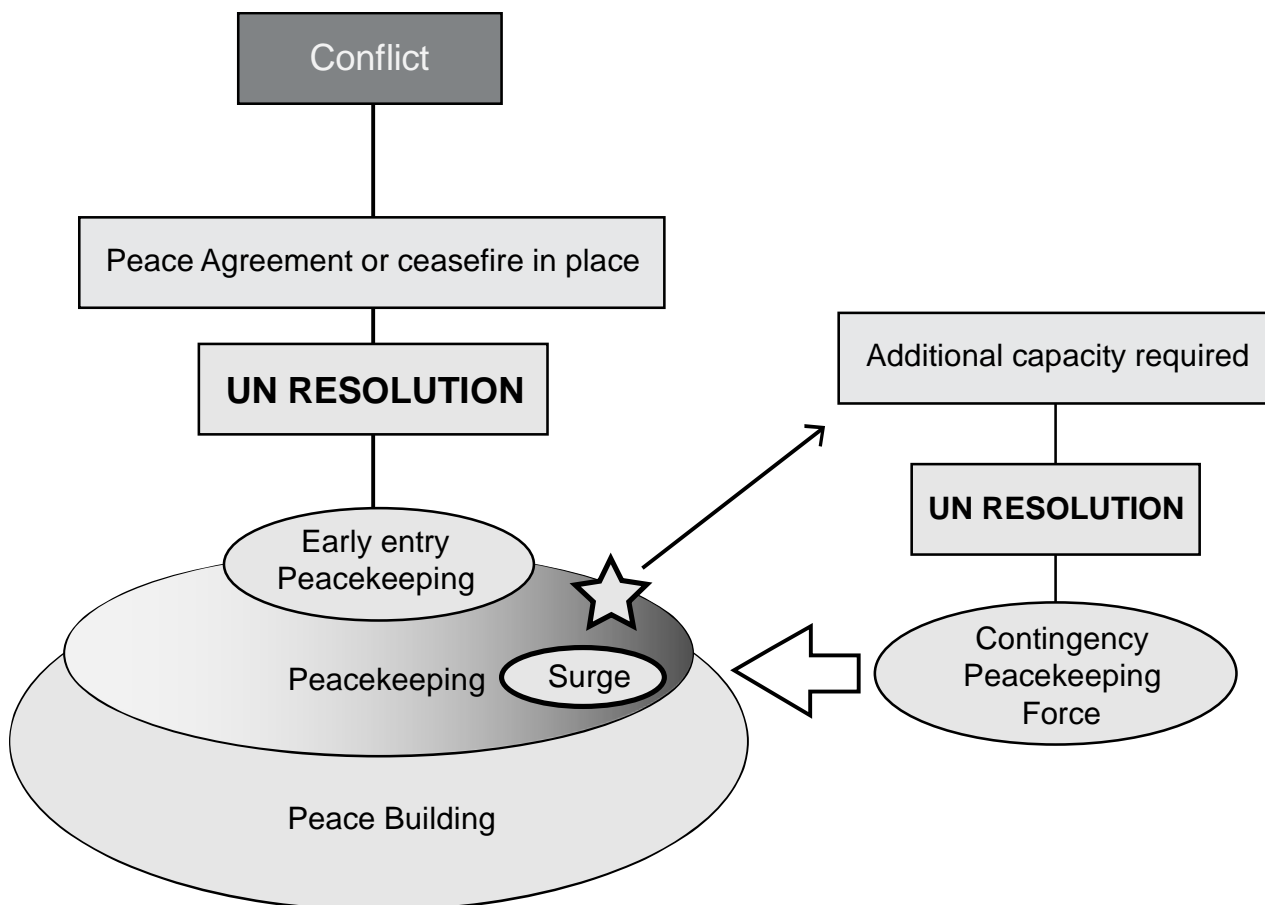 Conflict
Peace Agreement or ceasefire in place
UN RESOLUTION
Early entry
Peacekeeping
Peacekeeping
Surge
Peace Building
Additional capacity required
UN RESOLUTION
Contingency
Peacekeeping
Force